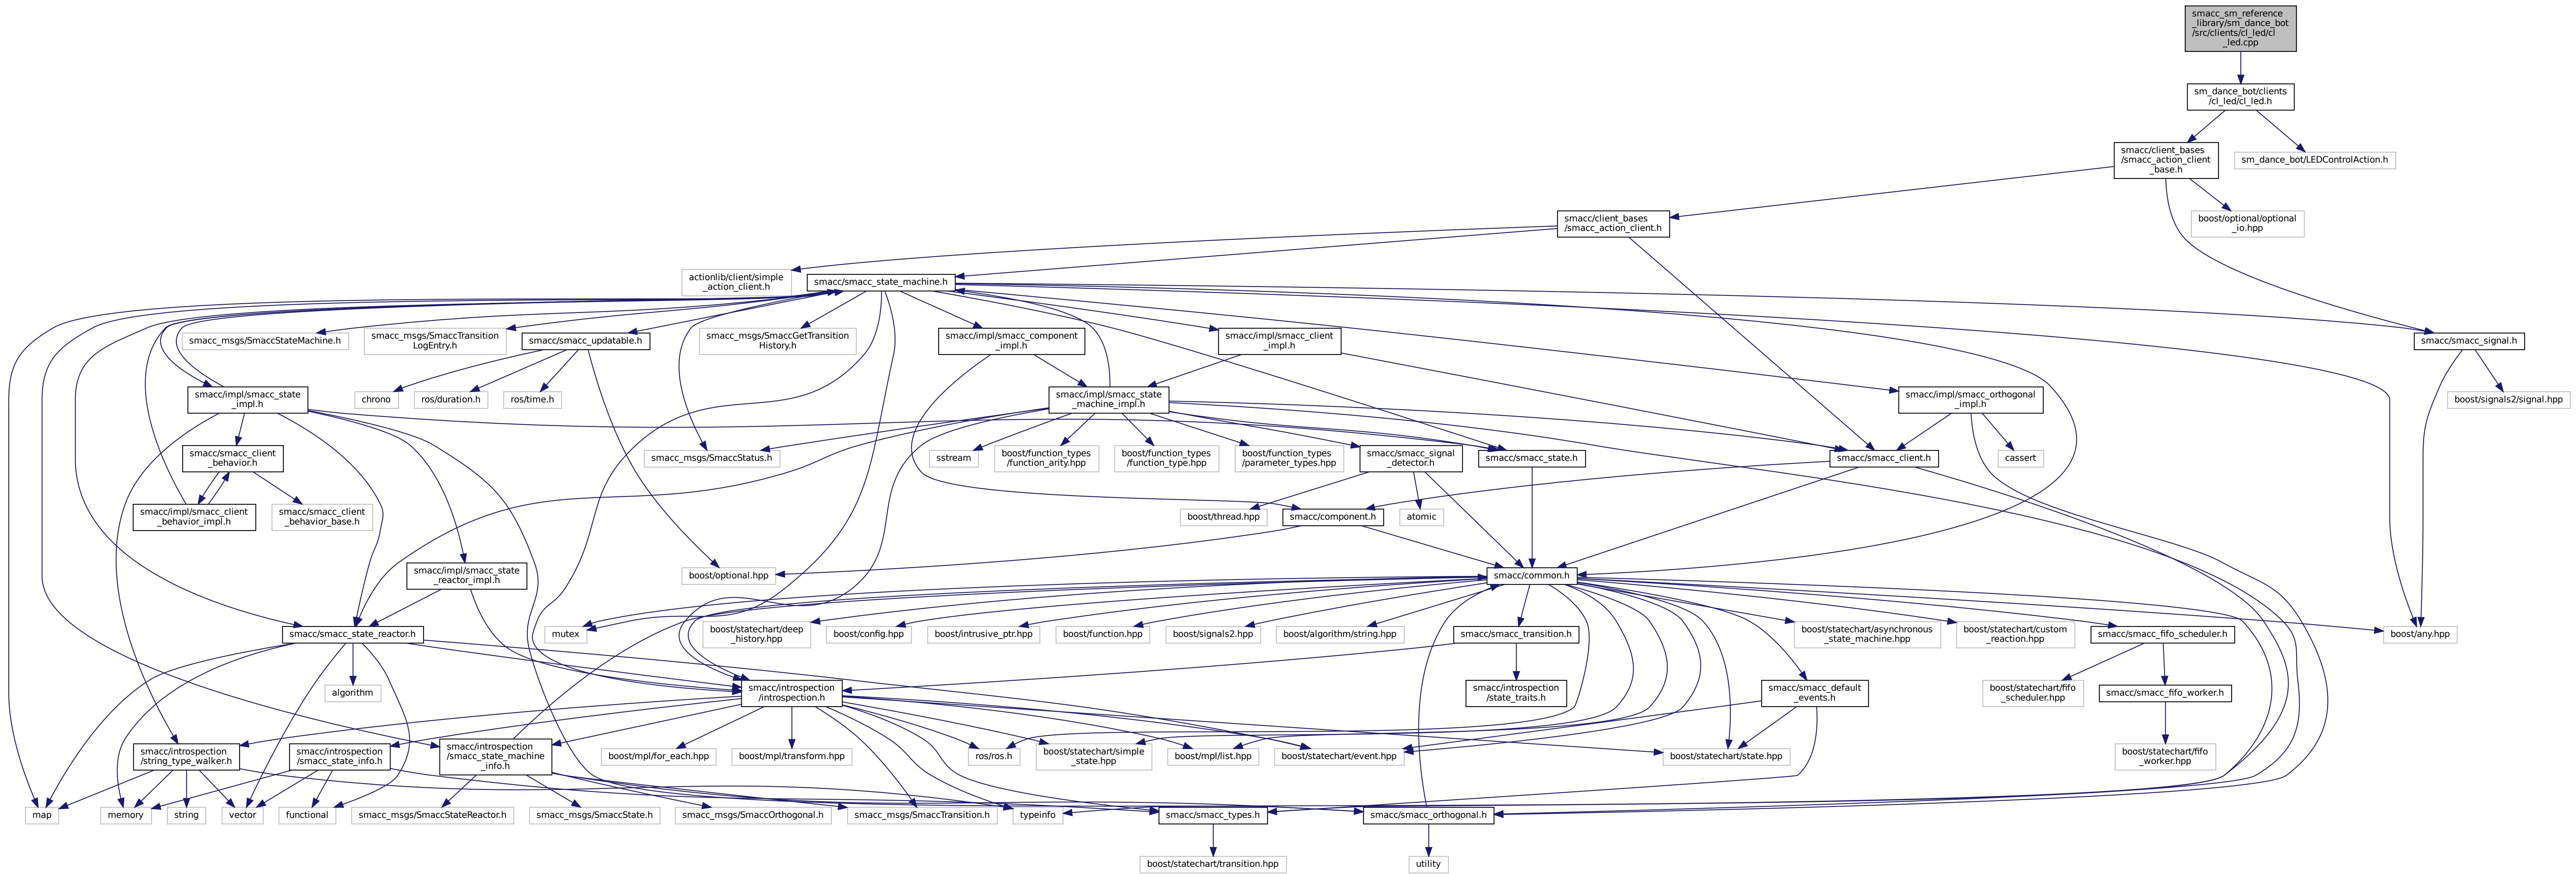 smacc_sm_reference
_library/sm_dance_bot
/src/clients/cl_led/cl
_led.cpp
sm_dance_bot/clients
/cl_led/cl_led.h
smacc/client_bases
/smacc_action_client
_base.h
sm_dance_bot/LEDControlAction.h
smacc/client_bases
/smacc_action_client.h
boost/optional/optional
_io.hpp
actionlib/client/simple
_action_client.h
smacc/smacc_state_machine.h
smacc_msgs/SmaccStateMachine.h
smacc_msgs/SmaccTransition
LogEntry.h
smacc/smacc_updatable.h
smacc_msgs/SmaccGetTransition
History.h
smacc/impl/smacc_component
_impl.h
smacc/impl/smacc_client
_impl.h
smacc/smacc_signal.h
smacc/impl/smacc_state
_impl.h
chrono
ros/duration.h
ros/time.h
smacc/impl/smacc_state
_machine_impl.h
smacc/impl/smacc_orthogonal
_impl.h
boost/signals2/signal.hpp
smacc/smacc_client
_behavior.h
smacc_msgs/SmaccStatus.h
sstream
boost/function_types
/function_arity.hpp
boost/function_types
/function_type.hpp
boost/function_types
/parameter_types.hpp
smacc/smacc_signal
_detector.h
smacc/smacc_state.h
smacc/smacc_client.h
cassert
smacc/impl/smacc_client
_behavior_impl.h
smacc/smacc_client
_behavior_base.h
boost/thread.hpp
smacc/component.h
atomic
smacc/impl/smacc_state
_reactor_impl.h
boost/optional.hpp
smacc/common.h
smacc/smacc_state_reactor.h
mutex
boost/statechart/deep
_history.hpp
boost/config.hpp
boost/intrusive_ptr.hpp
boost/function.hpp
boost/signals2.hpp
boost/algorithm/string.hpp
smacc/smacc_transition.h
boost/statechart/asynchronous
_state_machine.hpp
boost/statechart/custom
_reaction.hpp
smacc/smacc_fifo_scheduler.h
boost/any.hpp
algorithm
smacc/introspection
/introspection.h
smacc/introspection
/state_traits.h
smacc/smacc_default
_events.h
boost/statechart/fifo
_scheduler.hpp
smacc/smacc_fifo_worker.h
smacc/introspection
/string_type_walker.h
smacc/introspection
/smacc_state_info.h
smacc/introspection
/smacc_state_machine
_info.h
boost/mpl/for_each.hpp
boost/mpl/transform.hpp
ros/ros.h
boost/statechart/simple
_state.hpp
boost/mpl/list.hpp
boost/statechart/event.hpp
boost/statechart/state.hpp
boost/statechart/fifo
_worker.hpp
map
memory
string
vector
functional
smacc_msgs/SmaccStateReactor.h
smacc_msgs/SmaccState.h
smacc_msgs/SmaccOrthogonal.h
smacc_msgs/SmaccTransition.h
typeinfo
smacc/smacc_types.h
smacc/smacc_orthogonal.h
boost/statechart/transition.hpp
utility